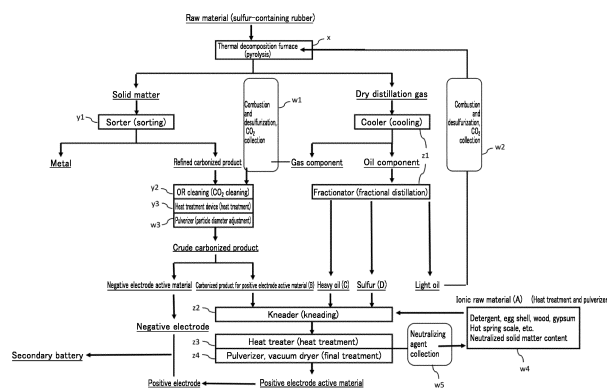 Raw material (sulfur-containing rubber)
x
Thermal decomposition furnace
(pyrolysis)
Solid matter
Dry distillation gas
y1
Sorter (sorting)
Combustion
and
desulfurization,
CO2
collection
w1
Cooler (cooling)
Combustion
and
desulfurization,
CO2
collection
w2
Metal
Refined carbonized product
Gas component
Oil component
z1
y2
OR cleaning (CO2 cleaning)
y3
Heat treatment device (heat treatment)
w3
Pulverizer (particle diameter adjustment)
Fractionator (fractional distillation)
Crude carbonized product
Negative electrode active material
Carbonized product for positive electrode active material (B)
Heavy oil (C)
Sulfur (D)
Light oil
Ionic raw material (A)
(Heat treatment and pulverizer)
z2
Kneader (kneading)
Detergent, egg shell, wood, gypsum
Hot spring scale, etc.
Neutralized solid matter content
w4
Negative electrode
z3
Heat treater (heat treatment)
z4
Pulverizer, vacuum dryer (final treatment)
Neutralizing
agent
collection
w5
Secondary battery
Positive electrode
Positive electrode active material